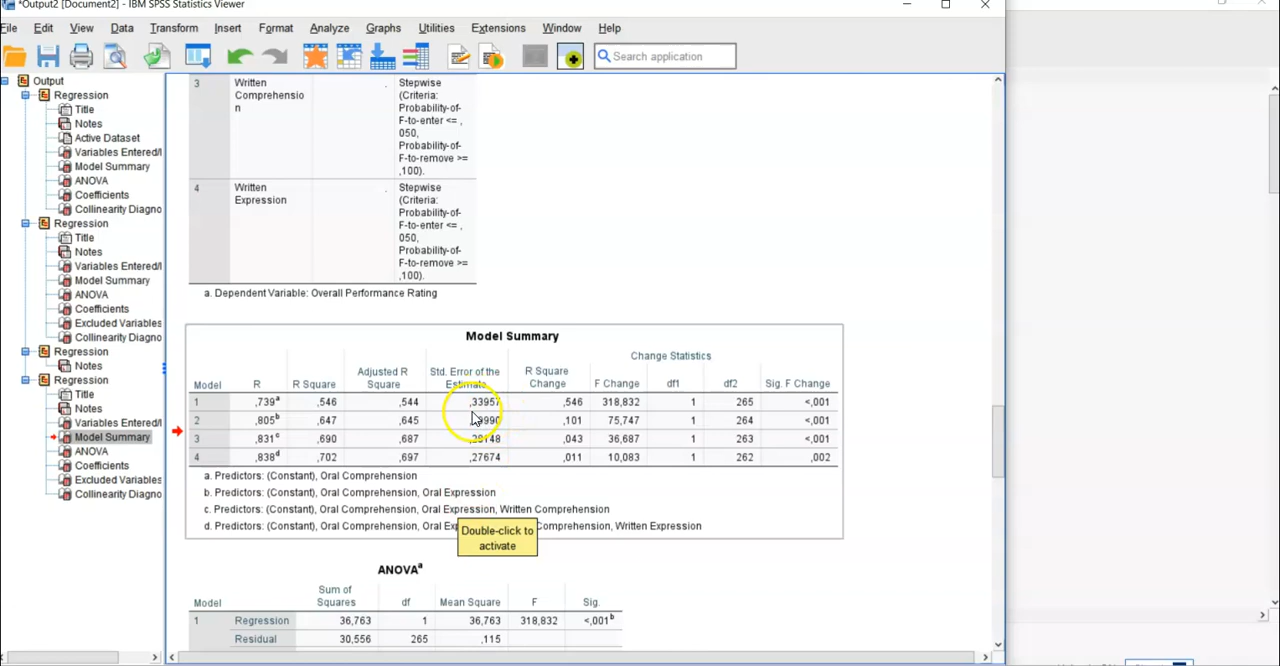 *Output2 [Document2] - IBM SPSS Statistics Viewer
File Edit View Data Transform Insert Format Analyze Graphs Utilities Extensions Window Help
Search application
Output
Regression
Title
Notes
Active Dataset
Variables Entered/
Model Summary
ANOVA
Coefficients
Collinearity Diagno
Regression
Title
Notes
Variables Entered/
Model Summary
ANOVA
Coefficients
Excluded Variables
Collinearity Diagno
Regression
Notes
Regression
Title
Notes
Variables Entered/
Model Summary
ANOVA
Coefficients
Excluded Variables
Collinearity Diagno
3
Written
Comprehensio
n
.
Stepwise
(Criteria:
Probability-of-
F-to-enter <= ,
050,
Probability-of-
F-to-remove >=
,100).
4
Written
Expression
.
Stepwise
(Criteria:
Probability-of-
F-to-enter <= ,
050,
Probability-of-
F-to-remove >=
,100).
a. Dependent Variable: Overall Performance Rating
Model Summary
Change Statistics
Model R R Square Adjusted R Square Std. Error of the Estimate R Square Change F Change df1 df2 Sig. F Change
1 ,739a ,546 ,544 ,33957 ,546 318,832 1 265 <,001
2 ,805b ,647 ,645 ,101 75,747 1 264 <,001
3 ,831c ,690 ,687 ,28148 ,043 36,687 1 263 <,001
4 ,838d ,702 ,697 ,27674 ,011 10,083 1 262 ,002
a. Predictors: (Constant), Oral Comprehension
b. Predictors: (Constant), Oral Comprehension, Oral Expression
c. Predictors: (Constant), Oral Comprehension, Oral Expression, Written Comprehension
d. Predictors: (Constant), Oral Comprehension, Oral Comprehension, Written Expression
Double-click to
activate
ANOVAa
Model Sum of Squares df Mean Square F Sig.
1 Regression 36,763 1 36,763 318,832 <,001b
Residual 30,556 265 ,115